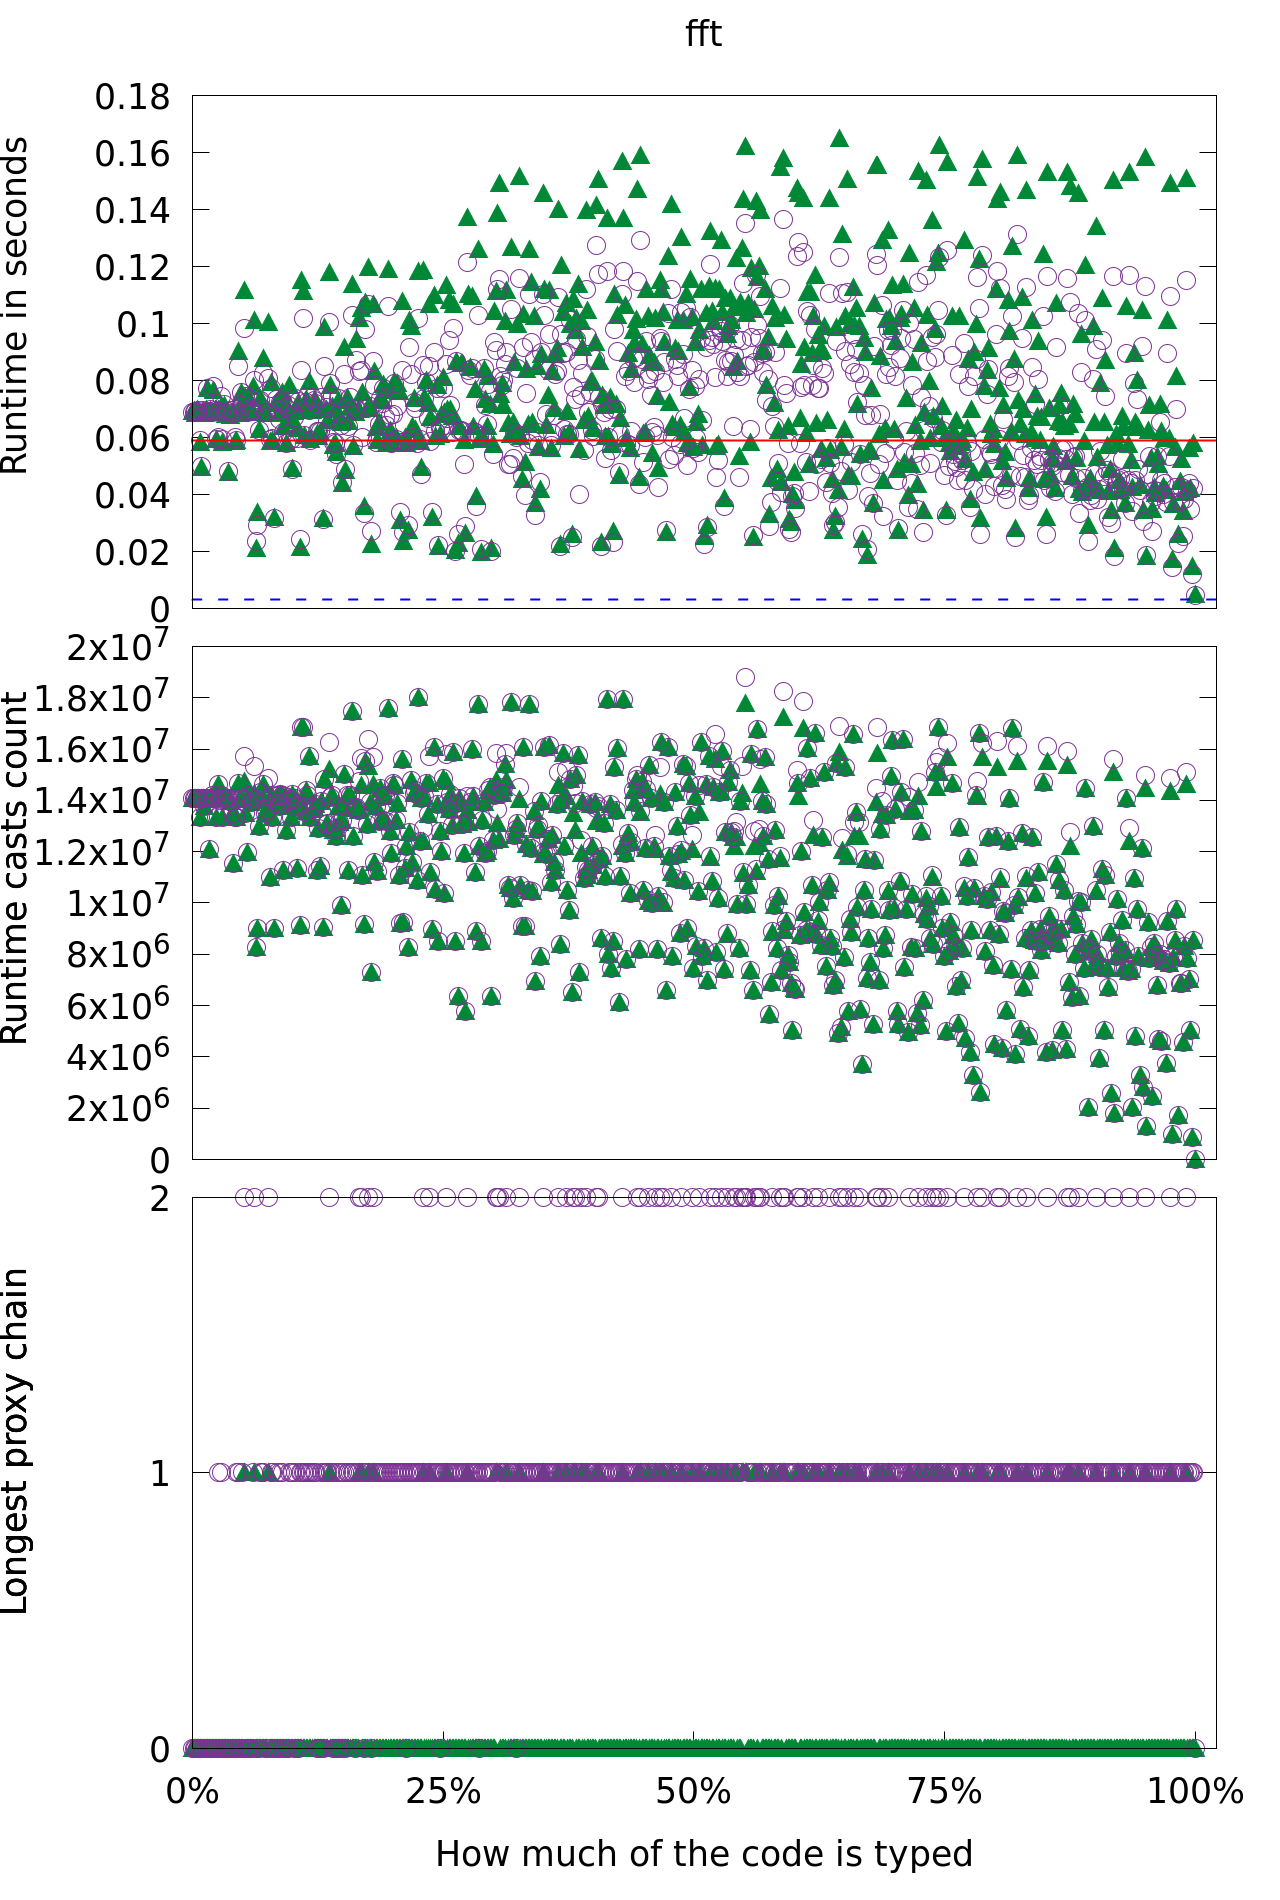 fft
Runtime in seconds
0.18
0.16
0.14
0.12
0.1
0.08
0.06
0.04
0.02
0
Runtime casts count
2x10⁷
1.8x10⁷
1.6x10⁷
1.4x10⁷
1.2x10⁷
1x10⁷
8x10⁶
6x10⁶
4x10⁶
2x10⁶
0
Longest proxy chain
2
1
0
0% 25% 50% 75% 100%
How much of the code is typed